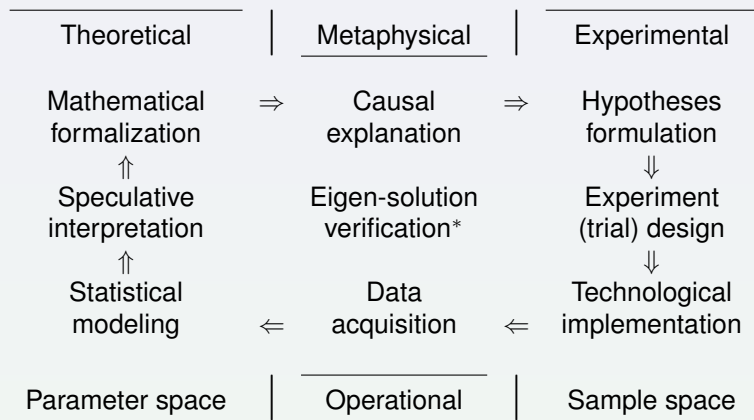 Theoretical | Metaphysical | Experimental
Mathematical ⇒ Causal ⇒ Hypotheses
formalization explanation formulation
⇑ ⇓
Speculative Eigen-solution Experiment
interpretation verification* (trial) design
⇑ ⇓
Statistical Data Technological
modeling ⇐ acquisition ⇐ implementation
Parameter space | Operational | Sample space